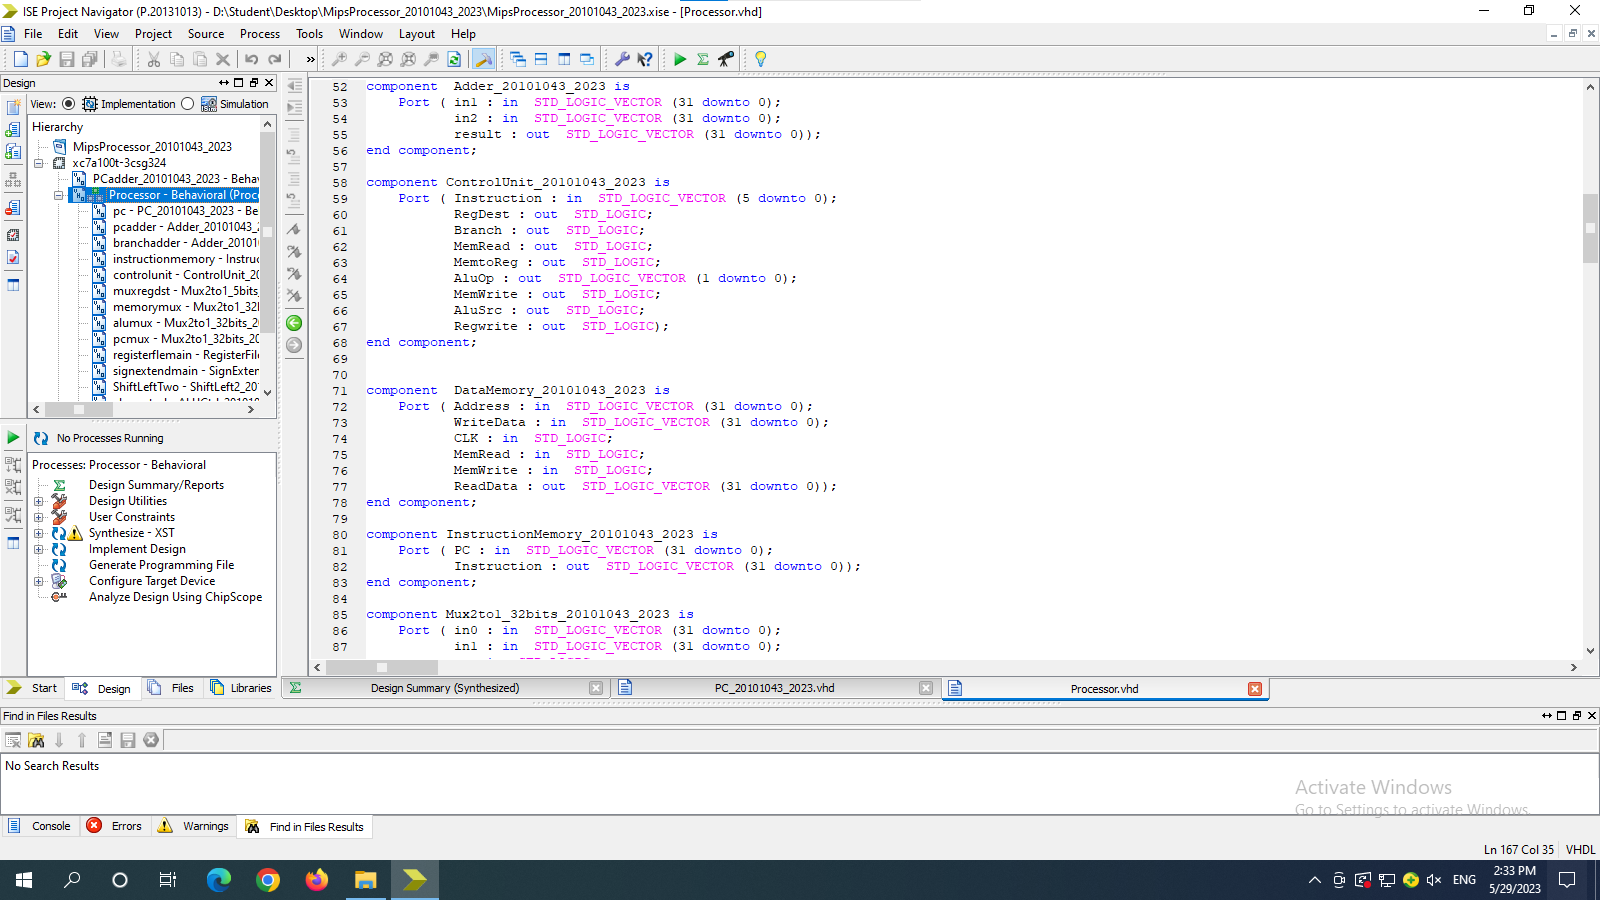 ISE Project Navigator (P.20131013) - D:\Student\Desktop\MipsProcessor_20101043_2023\MipsProcessor_20101043_2023.xise - [Processor.vhd]
File Edit View Project Source Process Tools Window Layout Help
Design
View: Implementation Simulation
Hierarchy
MipsProcessor_20101043_2023
xc7a100t-3csg324
PCadder_20101043_2023 - Behav
Processor - Behavioral (Proce
pc - PC_20101043_2023 - Be
pcadder - Adder_20101043_
branchadder - Adder_20101
instructionmemory - Instruc
controlunit - ControlUnit_20
muxregdst - Mux2to1_5bits_
memorymux - Mux2to1_32l
alumux - Mux2to1_32bits_2
pcmux - Mux2to1_32bits_20
registerflemain - RegisterFile
signextendmain - SignExten
ShiftLeftTwo - ShiftLeft2_20
No Processes Running
Processes: Processor - Behavioral
Design Summary/Reports
Design Utilities
User Constraints
Synthesize - XST
Implement Design
Generate Programming File
Configure Target Device
Analyze Design Using ChipScope
Start Design Files Libraries
52 component  Adder_20101043_2023 is
53 Port ( in1 : in  STD_LOGIC_VECTOR (31 downto 0);
54 in2 : in  STD_LOGIC_VECTOR (31 downto 0);
55 result : out  STD_LOGIC_VECTOR (31 downto 0));
56 end component;
57
58 component ControlUnit_20101043_2023 is
59 Port ( Instruction : in  STD_LOGIC_VECTOR (5 downto 0);
60 RegDest : out  STD_LOGIC;
61 Branch : out  STD_LOGIC;
62 MemRead : out  STD_LOGIC;
63 MemtoReg : out  STD_LOGIC;
64 AluOp : out  STD_LOGIC_VECTOR (1 downto 0);
65 MemWrite : out  STD_LOGIC;
66 AluSrc : out  STD_LOGIC;
67 Regwrite : out  STD_LOGIC);
68 end component;
69
70
71 component  DataMemory_20101043_2023 is
72 Port ( Address : in  STD_LOGIC_VECTOR (31 downto 0);
73 WriteData : in  STD_LOGIC_VECTOR (31 downto 0);
74 CLK : in  STD_LOGIC;
75 MemRead : in  STD_LOGIC;
76 MemWrite : in  STD_LOGIC;
77 ReadData : out  STD_LOGIC_VECTOR (31 downto 0));
78 end component;
79
80 component InstructionMemory_20101043_2023 is
81 Port ( PC : in  STD_LOGIC_VECTOR (31 downto 0);
82 Instruction : out  STD_LOGIC_VECTOR (31 downto 0));
83 end component;
84
85 component Mux2to1_32bits_20101043_2023 is
86 Port ( in0 : in  STD_LOGIC_VECTOR (31 downto 0);
87 in1 : in  STD_LOGIC_VECTOR (31 downto 0);
Design Summary (Synthesized) PC_20101043_2023.vhd Processor.vhd
Find in Files Results
No Search Results
Activate Windows
Go to Settings to activate Windows.
Console Errors Warnings Find in Files Results
Ln 167 Col 35 VHDL
ENG
2:33 PM
5/29/2023